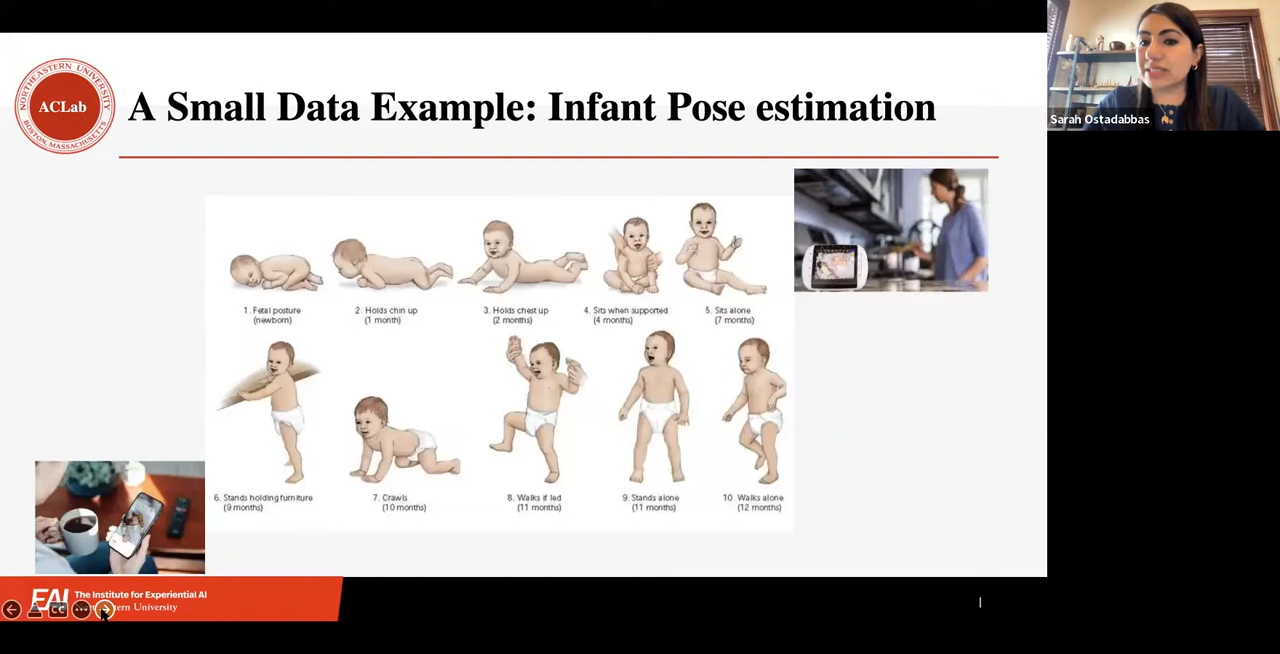 NORTHEASTERN UNIVERSITY
ACLab
BOSTON, MASSACHUSETTS
A Small Data Example: Infant Pose estimation
Sarah Ostadabbas
1. Fetal posture
(newborn)
2. Holds chin up
(1 month)
3. Holds chest up
(2 months)
4. Sits when supported
(4 months)
5. Sits alone
(7 months)
6. Stands holding furniture
(9 months)
7. Crawls
(10 months)
8. Walks if led
(11 months)
9. Stands alone
(11 months)
10. Walks alone
(12 months)
EAI
The Institute for Experiential AI
University
CC